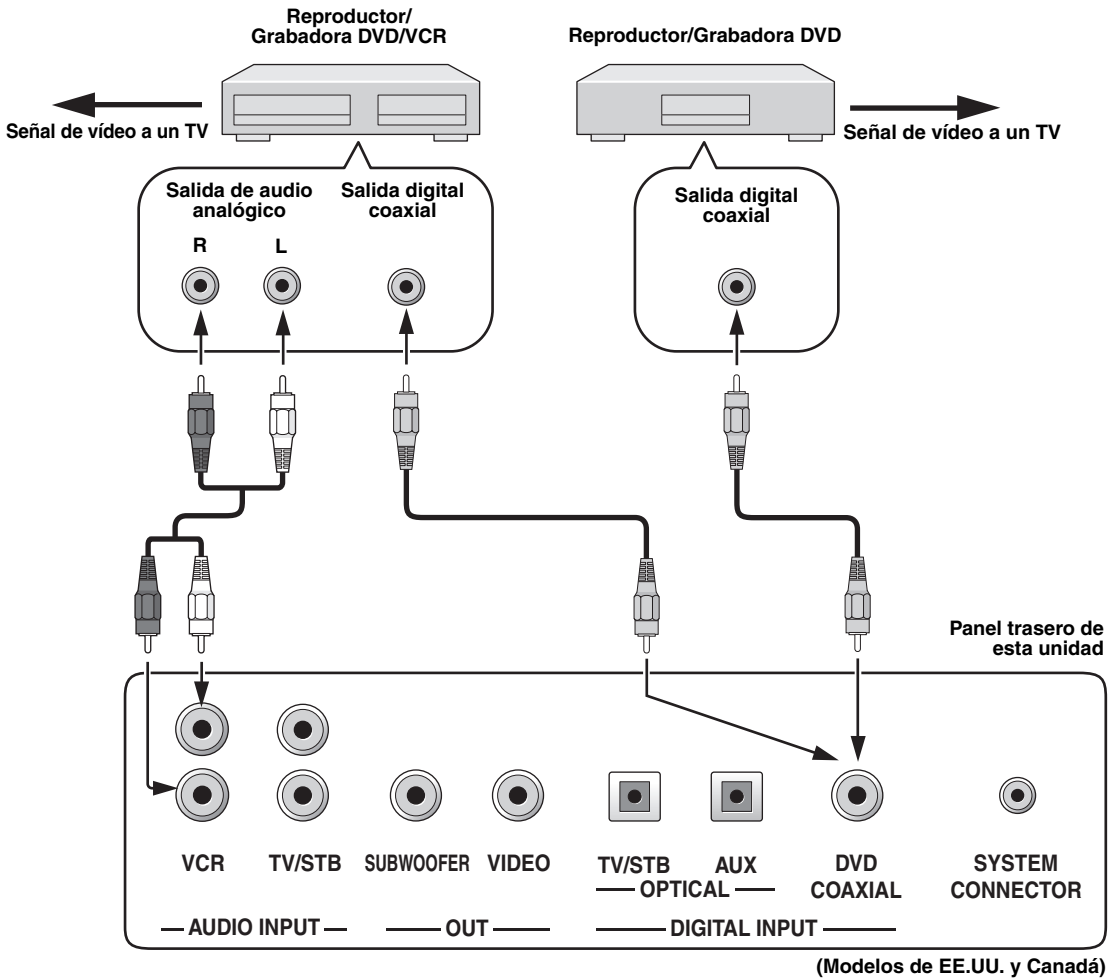 Reproductor/
Grabadora DVD/VCR
Reproductor/Grabadora DVD
Señal de vídeo a un TV
Señal de vídeo a un TV
Salida de audio
analógico
Salida digital
coaxial
R
L
Salida digital
coaxial
Panel trasero de
esta unidad
VCR
TV/STB
SUBWOOFER
VIDEO
TV/STB
AUX
DVD
COAXIAL
SYSTEM
CONNECTOR
OPTICAL
AUDIO INPUT
OUT
DIGITAL INPUT
(Modelos de EE.UU. y Canadá)